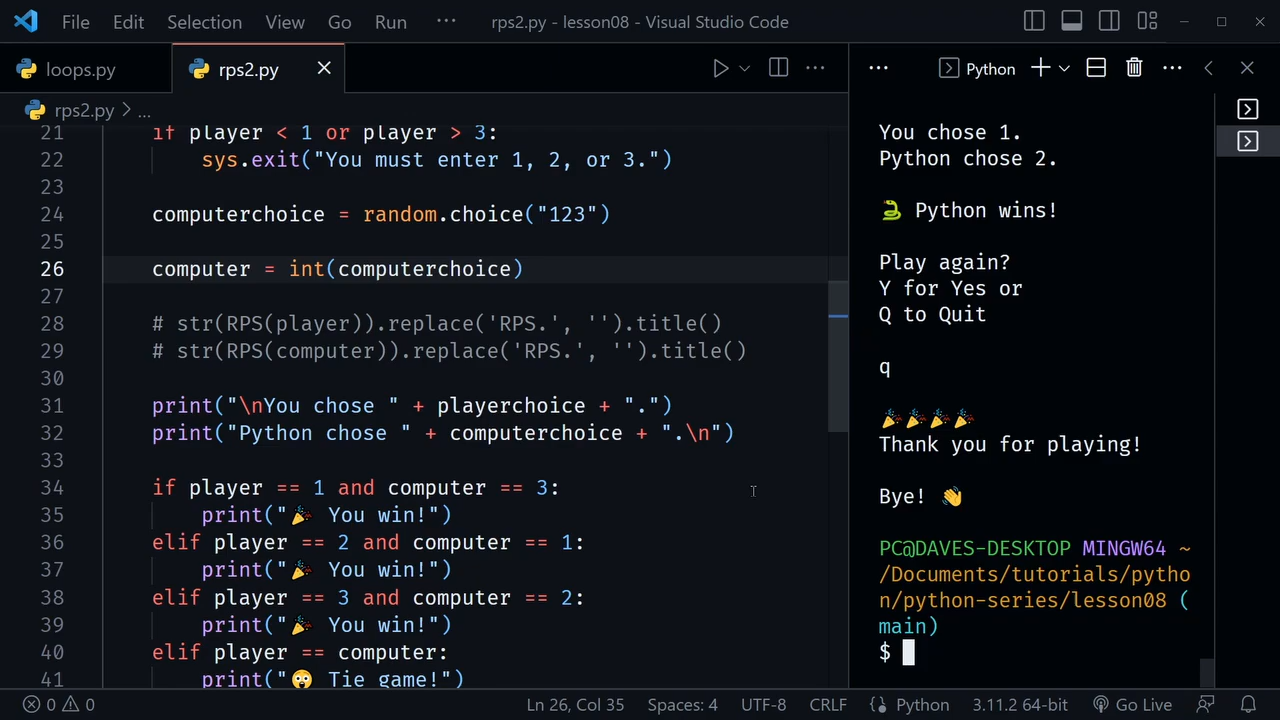 File Edit Selection View Go Run ··· rps2.py - lesson08 - Visual Studio Code
loops.py rps2.py
rps2.py > ...
21 if player < 1 or player > 3:
22 sys.exit("You must enter 1, 2, or 3.")
23
24 computerchoice = random.choice("123")
25
26 computer = int(computerchoice)
27
28 # str(RPS(player)).replace('RPS.', '').title()
29 # str(RPS(computer)).replace('RPS.', '').title()
30
31 print("\nYou chose " + playerchoice + ".")
32 print("Python chose " + computerchoice + ".\n")
33
34 if player == 1 and computer == 3:
35 print("🎉 You win!")
36 elif player == 2 and computer == 1:
37 print("🎉 You win!")
38 elif player == 3 and computer == 2:
39 print("🎉 You win!")
40 elif player == computer:
41 print("😲 Tie game!")
Python
You chose 1.
Python chose 2.
🐍 Python wins!
Play again?
Y for Yes or
Q to Quit
q
🎉🎉🎉🎉
Thank you for playing!
Bye! 👋
PC@DAVES-DESKTOP MINGW64 ~
/Documents/tutorials/pytho
n/python-series/lesson08 (
main)
$
0 0 Ln 26, Col 35 Spaces: 4 UTF-8 CRLF Python 3.11.2 64-bit Go Live